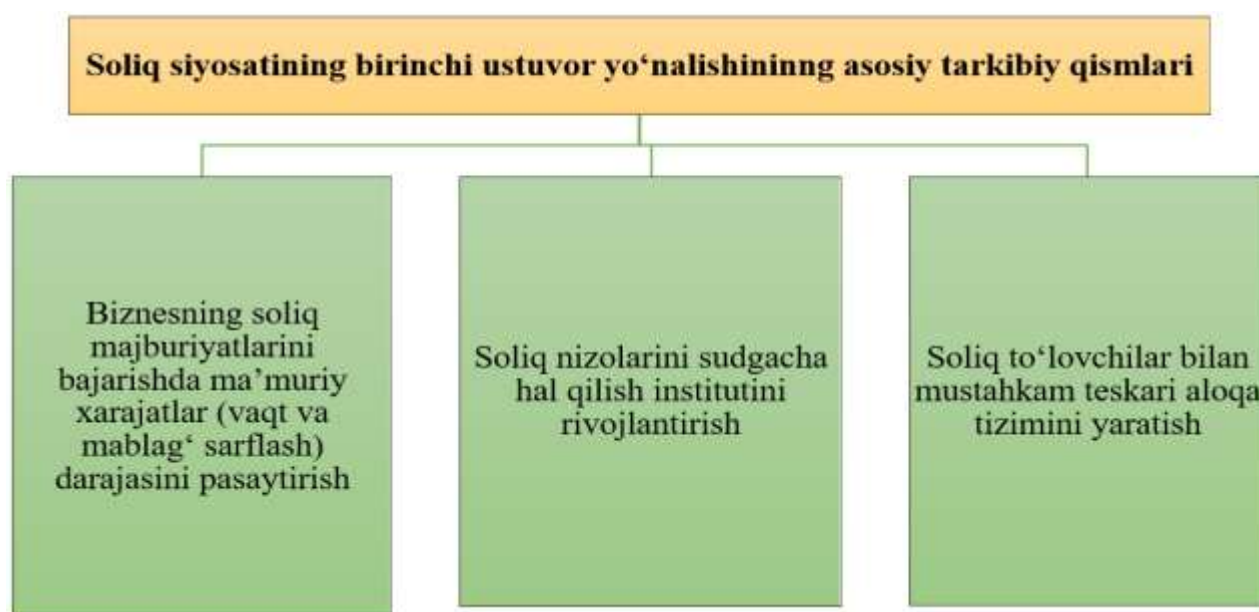 Soliq siyosatining birinchi ustuvor yo‘nalishininng asosiy tarkibiy qismlari
Biznesning soliq
majburiyatlarini
bajarishda ma’muriy
xarajatlar (vaqt va
mablag‘ sarflash)
darajasini pasaytirish
Soliq nizolarini sudgacha
hal qilish institutini
rivojlantirish
Soliq to‘lovchilar bilan
mustahkam teskari aloqa
tizimini yaratish